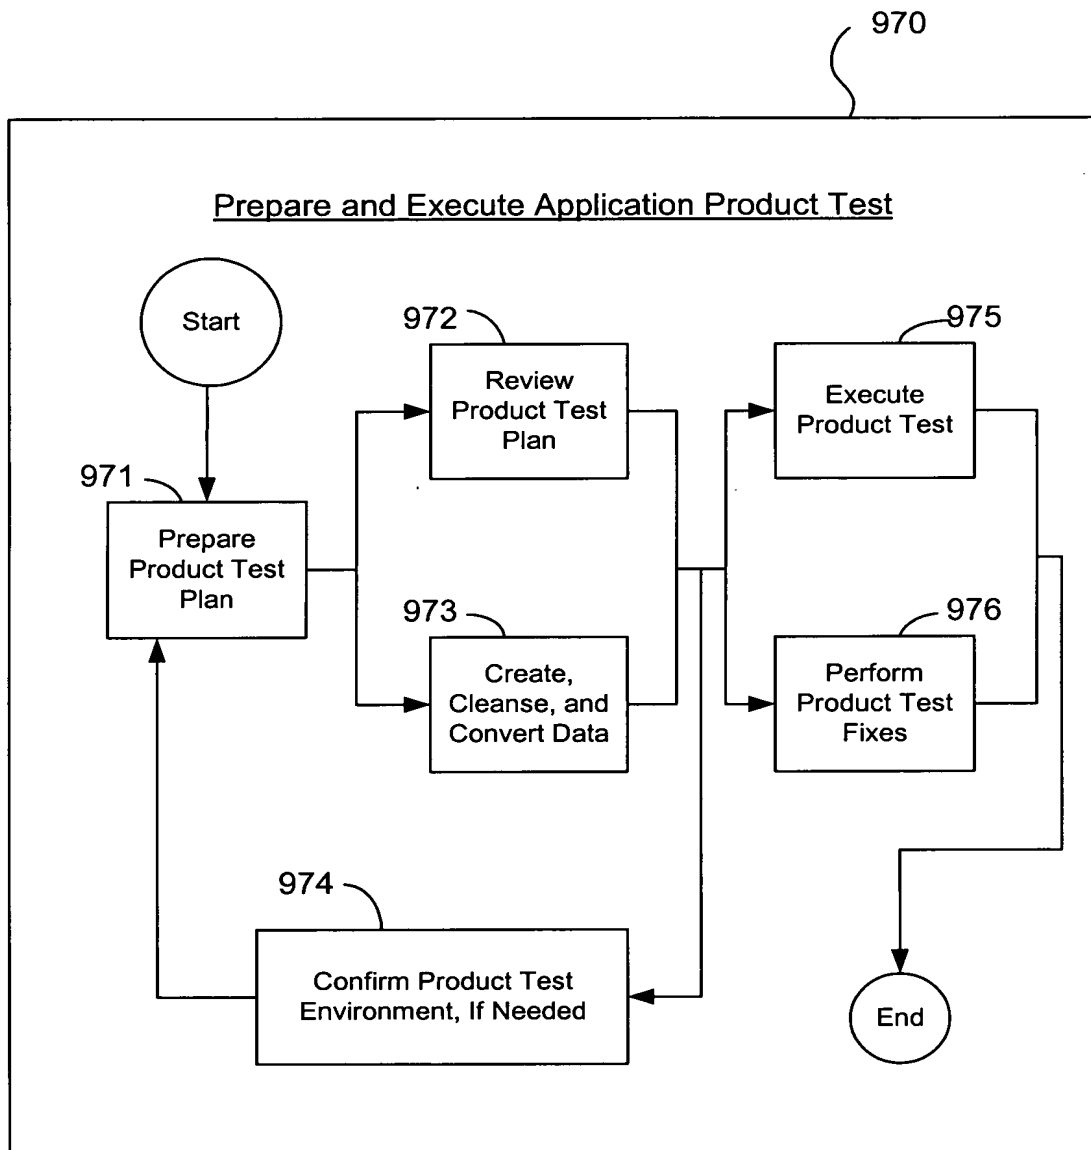 970
Prepare and Execute Application Product Test
Start
972
Review
Product Test
Plan
975
Execute
Product Test
971
Prepare
Product Test
Plan
973
Create,
Cleanse, and
Convert Data
976
Perform
Product Test
Fixes
974
Confirm Product Test
Environment, If Needed
End